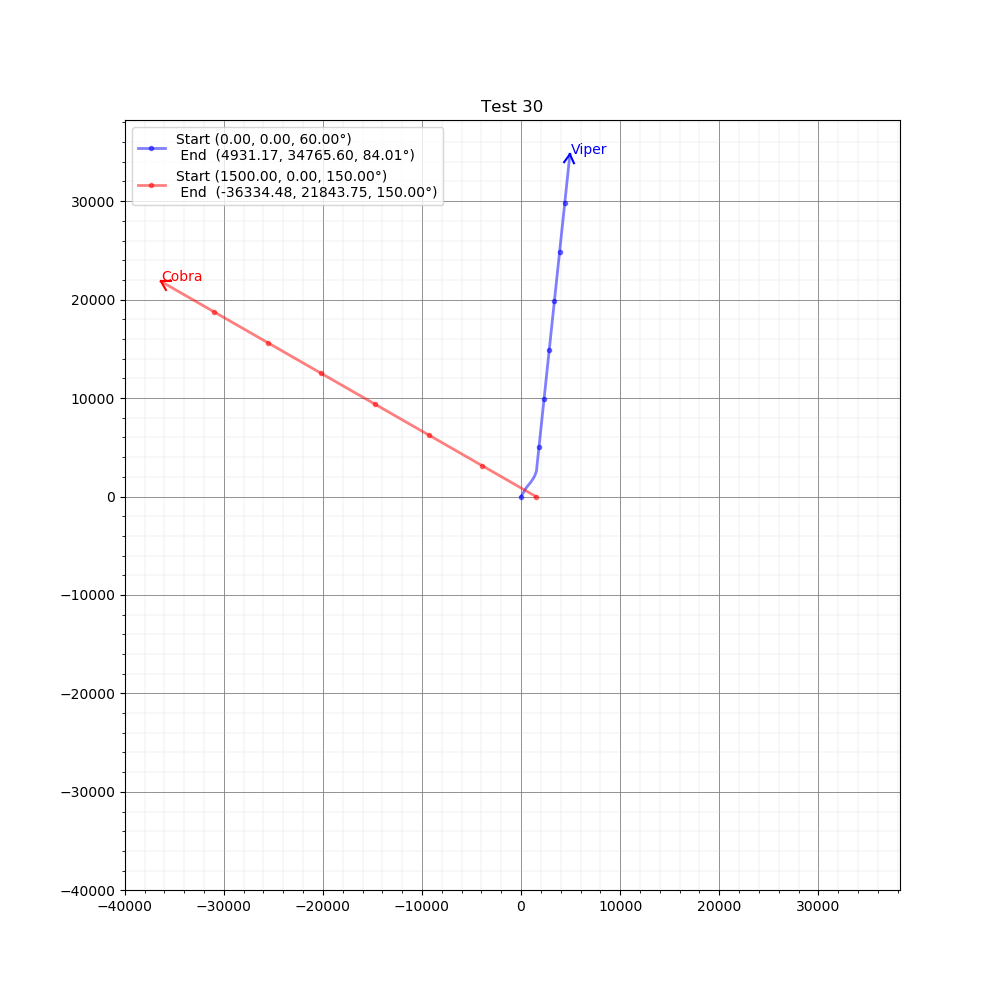 Test 30
Start (0.00, 0.00, 60.00°)
End (4931.17, 34765.60, 84.01°)
Start (1500.00, 0.00, 150.00°)
End (-36334.48, 21843.75, 150.00°)
Viper
Cobra
30000
20000
10000
0
−10000
−20000
−30000
−40000
−40000 −30000 −20000 −10000 0 10000 20000 30000